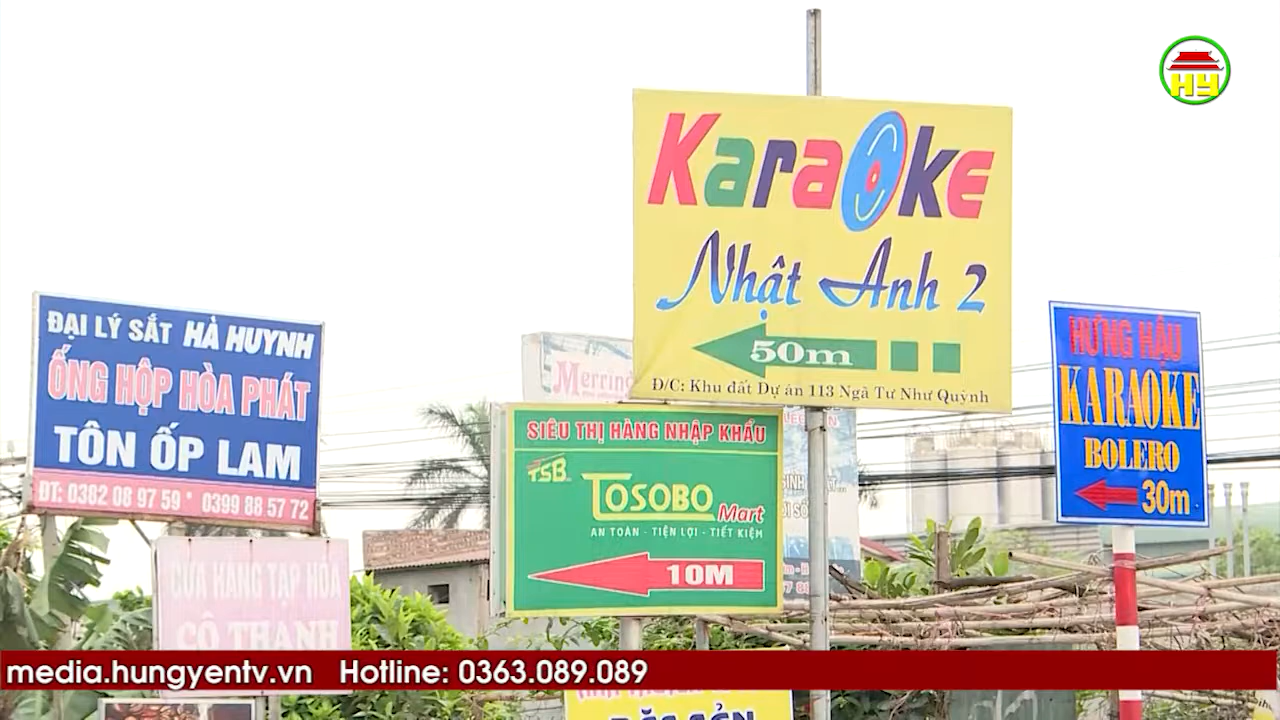 HY
KaraOke
Nhật Anh 2
50m
Đ/C: Khu đất Dự án 113 Ngã Tư Như Quỳnh
ĐẠI LÝ SẮT HÀ HUYNH
ỐNG HỘP HÒA PHÁT
TÔN ỐP LAM
ĐT: 0382 08 97 59 * 0399 88 57 72
HƯNG HẬU
KARAOKE
BOLERO
30m
SIÊU THỊ HÀNG NHẬP KHẨU
TSB
TOSOBO
Mart
AN TOÀN - TIỆN LỢI - TIẾT KIỆM
10M
CỬA HÀNG TẠP HÓA
CÔ THANH
media.hungyentv.vn Hotline: 0363.089.089